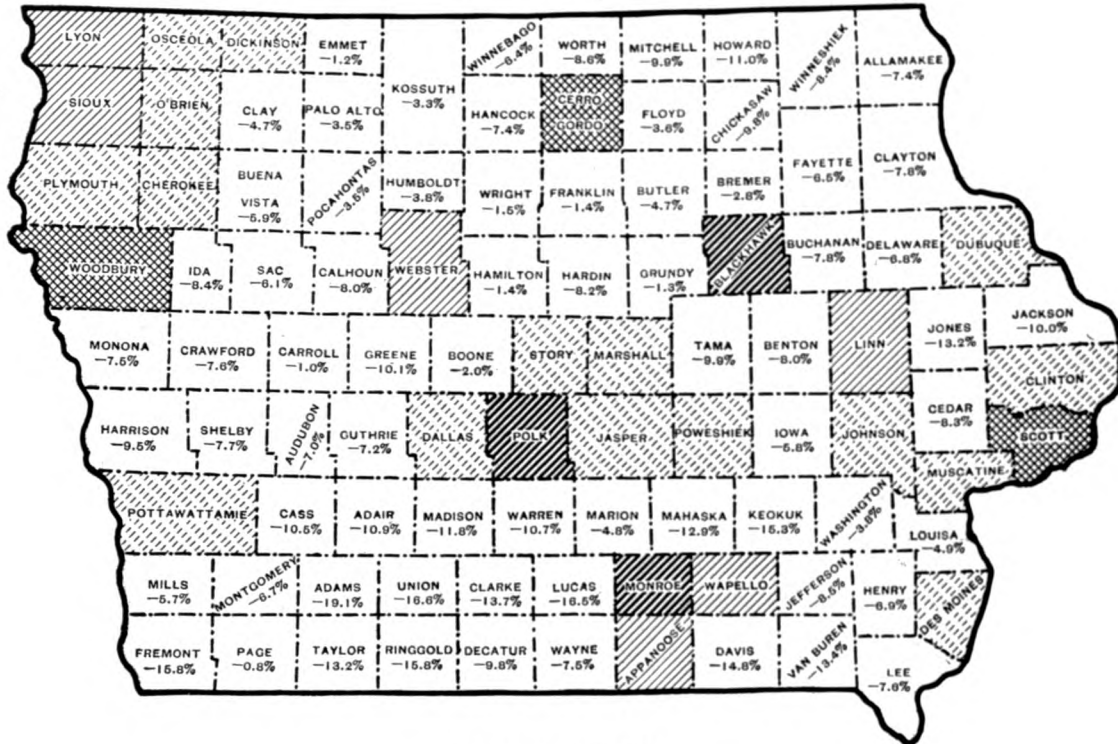 LYON
OSCEOLA
DICKINSON
EMMET
−1.2%
KOSSUTH
−3.3%
WINNEBAGO
−6.4%
WORTH
−8.6%
MITCHELL
−9.9%
HOWARD
−11.0%
WINNESHIEK
−8.4%
ALLAMAKEE
−7.4%
SIOUX
O'BRIEN
CLAY
−4.7%
PALO ALTO
−3.5%
HANCOCK
−7.4%
CERRO
GORDO
FLOYD
−3.6%
CHICKASAW
−9.8%
FAYETTE
−6.5%
CLAYTON
−7.8%
PLYMOUTH
CHEROKEE
BUENA
VISTA
−5.9%
POCAHONTAS
−3.5%
HUMBOLDT
−3.8%
WRIGHT
−1.5%
FRANKLIN
−1.4%
BUTLER
−4.7%
BREMER
−2.8%
WOODBURY
IDA
−8.4%
SAC
−6.1%
CALHOUN
−8.0%
WEBSTER
HAMILTON
−1.4%
HARDIN
−8.2%
GRUNDY
−1.3%
BLACKHAWK
BUCHANAN
−7.8%
DELAWARE
−6.8%
DUBUQUE
MONONA
−7.5%
CRAWFORD
−7.6%
CARROLL
−1.0%
GREENE
−10.1%
BOONE
−2.0%
STORY
MARSHALL
TAMA
−9.9%
BENTON
−8.0%
LINN
JONES
−13.2%
JACKSON
−10.0%
CLINTON
HARRISON
−9.5%
SHELBY
−7.7%
AUDUBON
−7.0%
GUTHRIE
−7.2%
DALLAS
POLK
JASPER
POWESHIEK
IOWA
−5.8%
JOHNSON
CEDAR
−8.3%
SCOTT
MUSCATINE
POTTAWATTAMIE
CASS
−10.5%
ADAIR
−10.9%
MADISON
−11.8%
WARREN
−10.7%
MARION
−4.8%
MAHASKA
−12.9%
KEOKUK
−15.3%
WASHINGTON
−3.8%
LOUISA
−4.9%
MILLS
−5.7%
MONTGOMERY
−6.7%
ADAMS
−19.1%
UNION
−16.6%
CLARKE
−13.7%
LUCAS
−16.5%
MONROE
WAPELLO
JEFFERSON
−8.5%
HENRY
−6.9%
DES MOINES
FREMONT
−15.8%
PAGE
−0.8%
TAYLOR
−13.2%
RINGGOLD
−15.8%
DECATUR
−9.8%
WAYNE
−7.5%
APPANOOSE
DAVIS
−14.8%
VAN BUREN
−13.4%
LEE
−7.6%